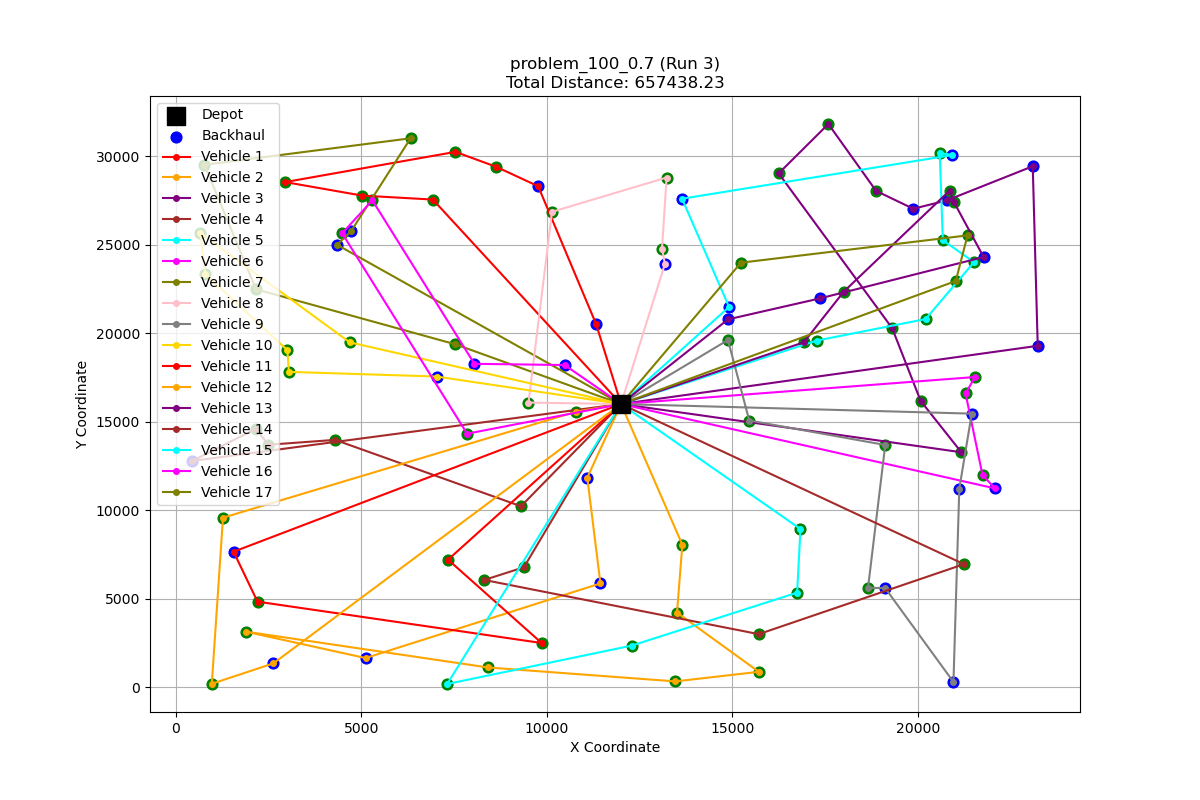 problem_100_0.7 (Run 3)
Total Distance: 657438.23
Depot
Backhaul
Vehicle 1
Vehicle 2
Vehicle 3
Vehicle 4
Vehicle 5
Vehicle 6
Vehicle 7
Vehicle 8
Vehicle 9
Vehicle 10
Vehicle 11
Vehicle 12
Vehicle 13
Vehicle 14
Vehicle 15
Vehicle 16
Vehicle 17
30000
25000
20000
15000
10000
5000
0
Y Coordinate
0 5000 10000 15000 20000
X Coordinate